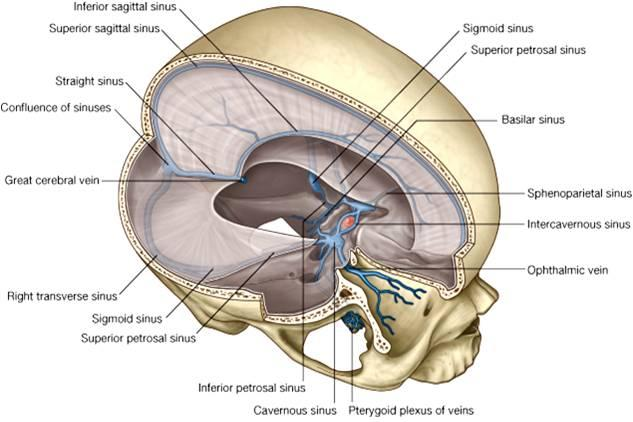 Inferior sagittal sinus
Superior sagittal sinus
Straight sinus
Confluence of sinuses
Great cerebral vein
Right transverse sinus
Sigmoid sinus
Superior petrosal sinus
Inferior petrosal sinus
Cavernous sinus
Pterygoid plexus of veins
Sigmoid sinus
Superior petrosal sinus
Basilar sinus
Sphenoparietal sinus
Intercavernous sinus
Ophthalmic vein